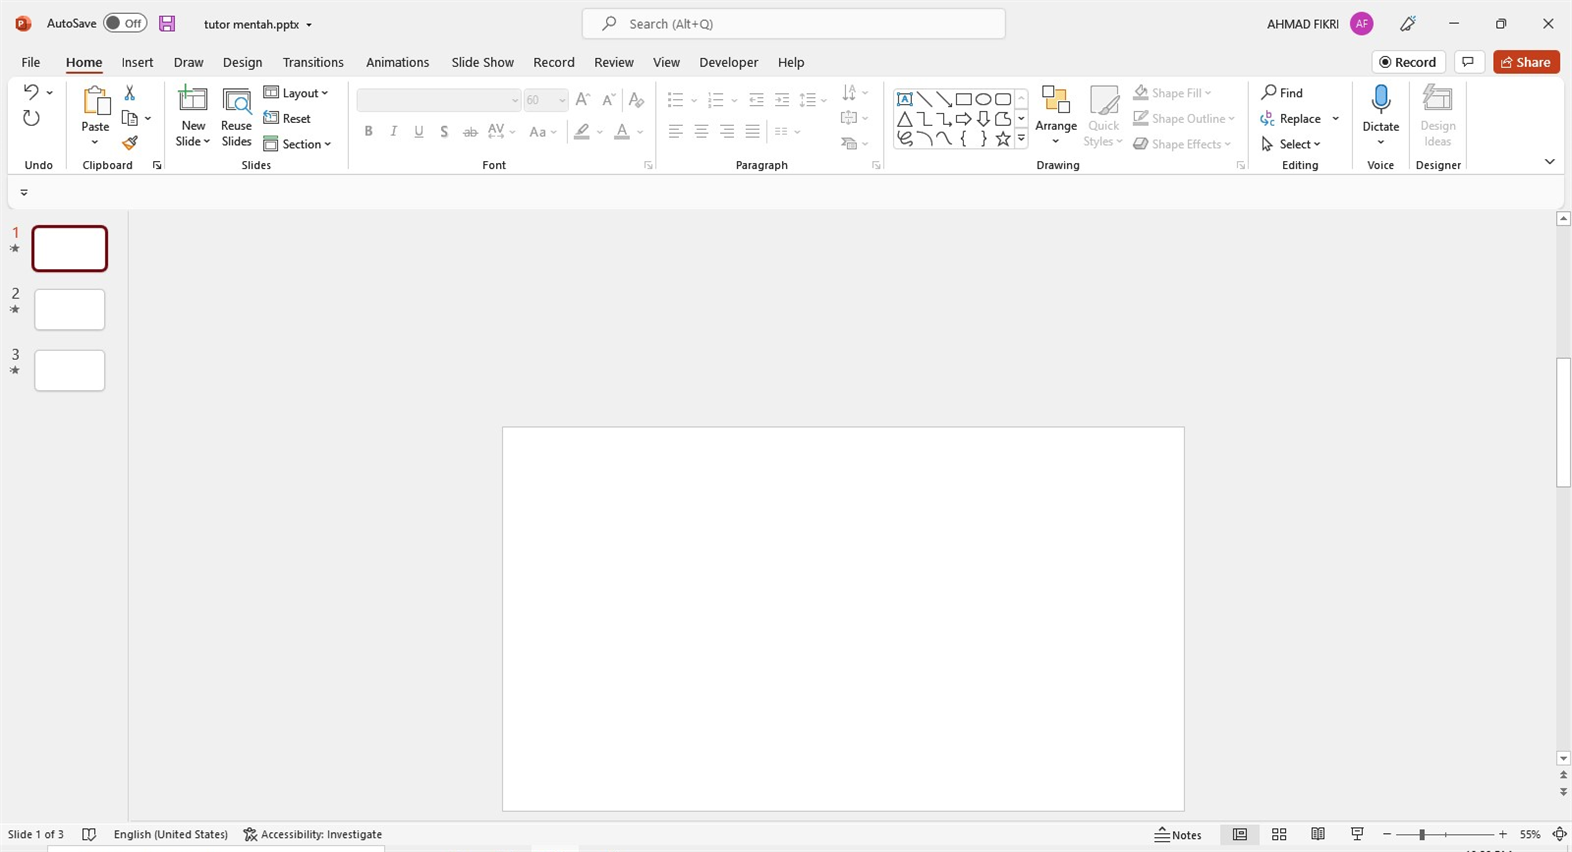 AutoSave Off tutor mentah.pptx Search (Alt+Q) AHMAD FIKRI AF
File Home Insert Draw Design Transitions Animations Slide Show Record Review View Developer Help Record Share
Paste New Slide Reuse Slides Layout Reset Section 60 B I U S ab AV Aa A Arrange Quick Styles Shape Fill Shape Outline Shape Effects Find Replace Select Dictate Design Ideas
Undo Clipboard Slides Font Paragraph Drawing Editing Voice Designer
1
2
3
Slide 1 of 3 English (United States) Accessibility: Investigate Notes 55%